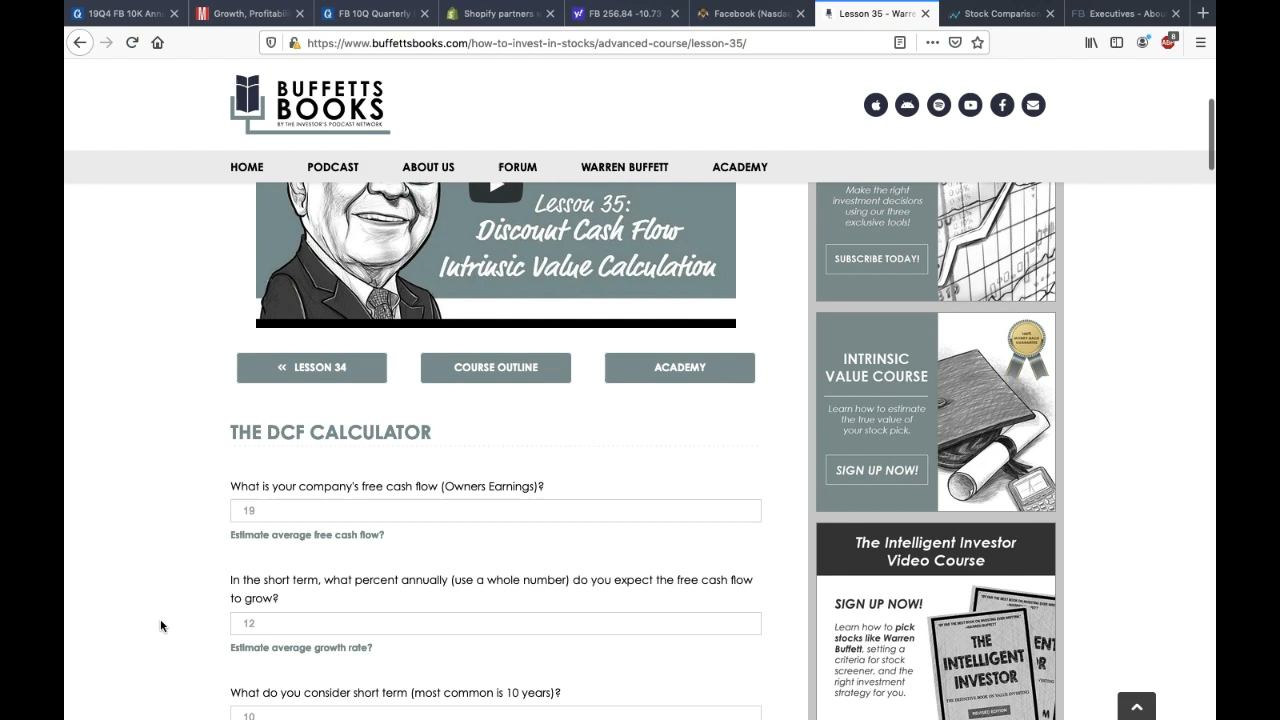 19Q4 FB 10K Ann
Growth, Profitabili
FB 10Q Quarterly
Shopify partners w
FB 256.84 -10.73
Facebook (Nasdaq
Lesson 35 - Warre
Stock Comparison
Executives - Abou
https://www.buffettsbooks.com/how-to-invest-in-stocks/advanced-course/lesson-35/
8
BUFFETTS
BOOKS
BY THE INVESTOR'S PODCAST NETWORK
HOME
PODCAST
ABOUT US
FORUM
WARREN BUFFETT
ACADEMY
Lesson 35:
Discount Cash Flow
Intrinsic Value Calculation
« LESSON 34
COURSE OUTLINE
ACADEMY
THE DCF CALCULATOR
What is your company's free cash flow (Owners Earnings)?
19
Estimate average free cash flow?
In the short term, what percent annually (use a whole number) do you expect the free cash flow
to grow?
12
Estimate average growth rate?
What do you consider short term (most common is 10 years)?
10
Make the right
investment decisions
using our three
exclusive tools!
SUBSCRIBE TODAY!
INTRINSIC
VALUE COURSE
Learn how to estimate
the true value of
your stock pick.
SIGN UP NOW!
The Intelligent Investor
Video Course
SIGN UP NOW!
Learn how to pick
stocks like Warren
Buffett, setting a
criteria for stock
screener, and the
right investment
strategy for you.
THE
INTELLIGENT
INVESTOR